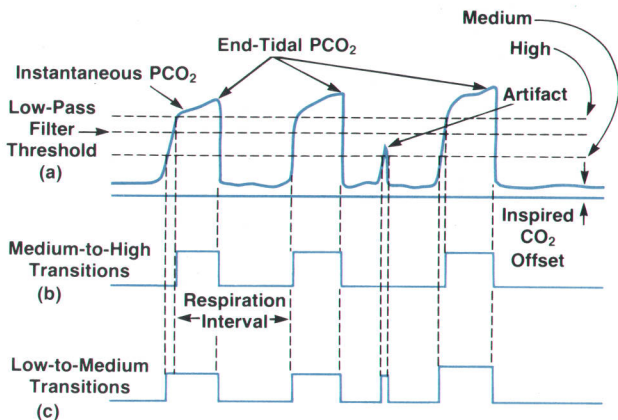 Medium
High
End-Tidal PCO₂
Instantaneous PCO₂
Artifact
Low-Pass
Filter
Threshold
(a)
Inspired
CO₂
Offset
Medium-to-High
Transitions
(b)
Respiration
Interval
Low-to-Medium
Transitions
(c)